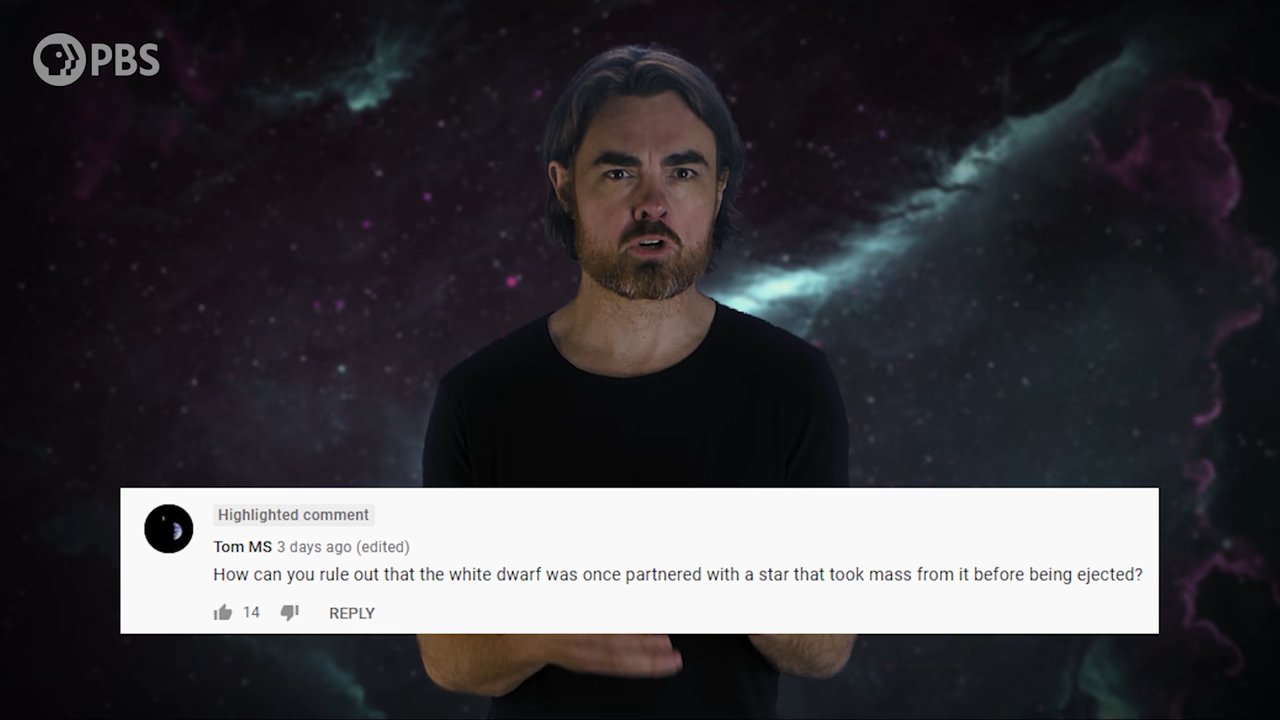 PBS
Highlighted comment
Tom MS 3 days ago (edited)
How can you rule out that the white dwarf was once partnered with a star that took mass from it before being ejected?
14 REPLY